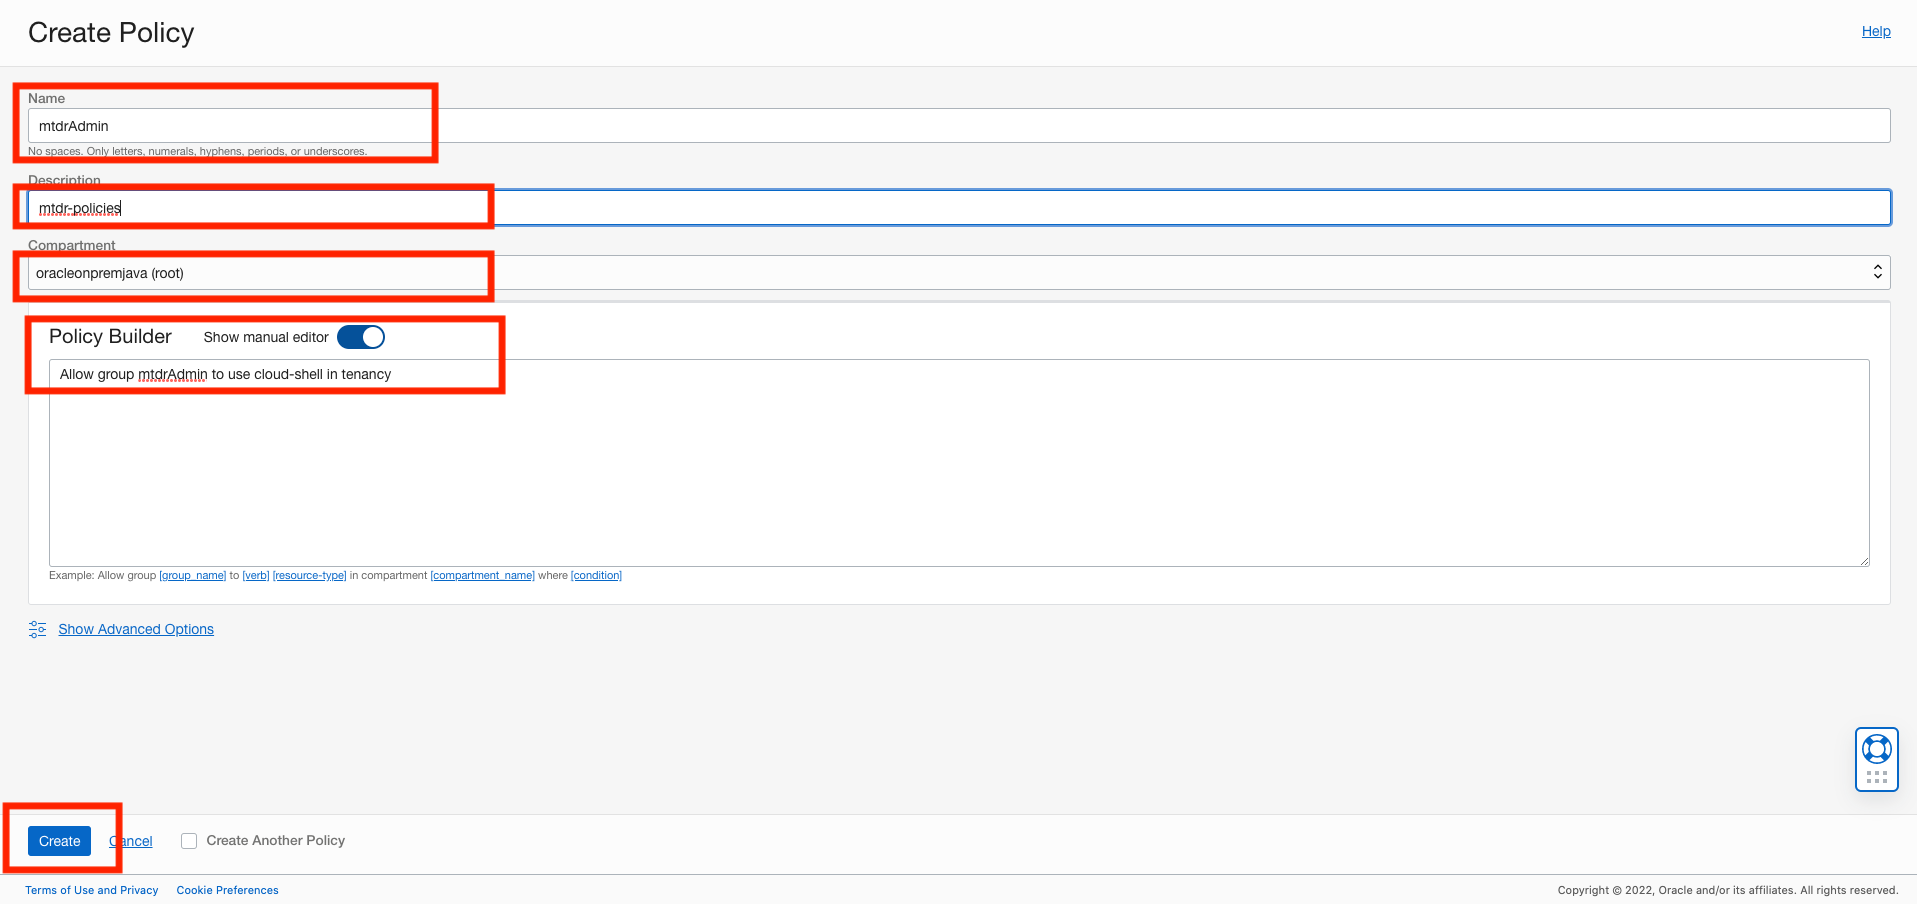 Create Policy
Help
Name
mtdrAdmin
No spaces. Only letters, numerals, hyphens, periods, or underscores.
Description
mtdr-policies
Compartment
oracleonpremjava (root)
Policy Builder Show manual editor
Allow group mtdrAdmin to use cloud-shell in tenancy
Example: Allow group [group_name] to [verb] [resource-type] in compartment [compartment_name] where [condition]
Show Advanced Options
Create Cancel Create Another Policy
Terms of Use and Privacy Cookie Preferences
Copyright © 2022, Oracle and/or its affiliates. All rights reserved.